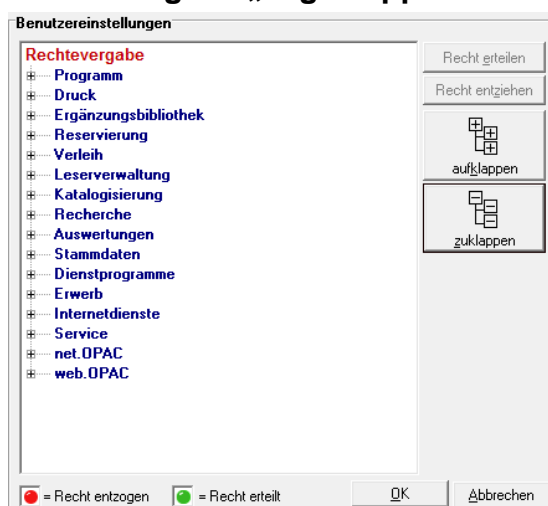 Benutzereinstellungen
Rechtevergabe
Programm
Druck
Ergänzungsbibliothek
Reservierung
Verleih
Leserverwaltung
Katalogisierung
Recherche
Auswertungen
Stammdaten
Dienstprogramme
Erwerb
Internetdienste
Service
net.OPAC
web.OPAC
Recht erteilen
Recht entziehen
aufklappen
zuklappen
= Recht entzogen = Recht erteilt
OK Abbrechen